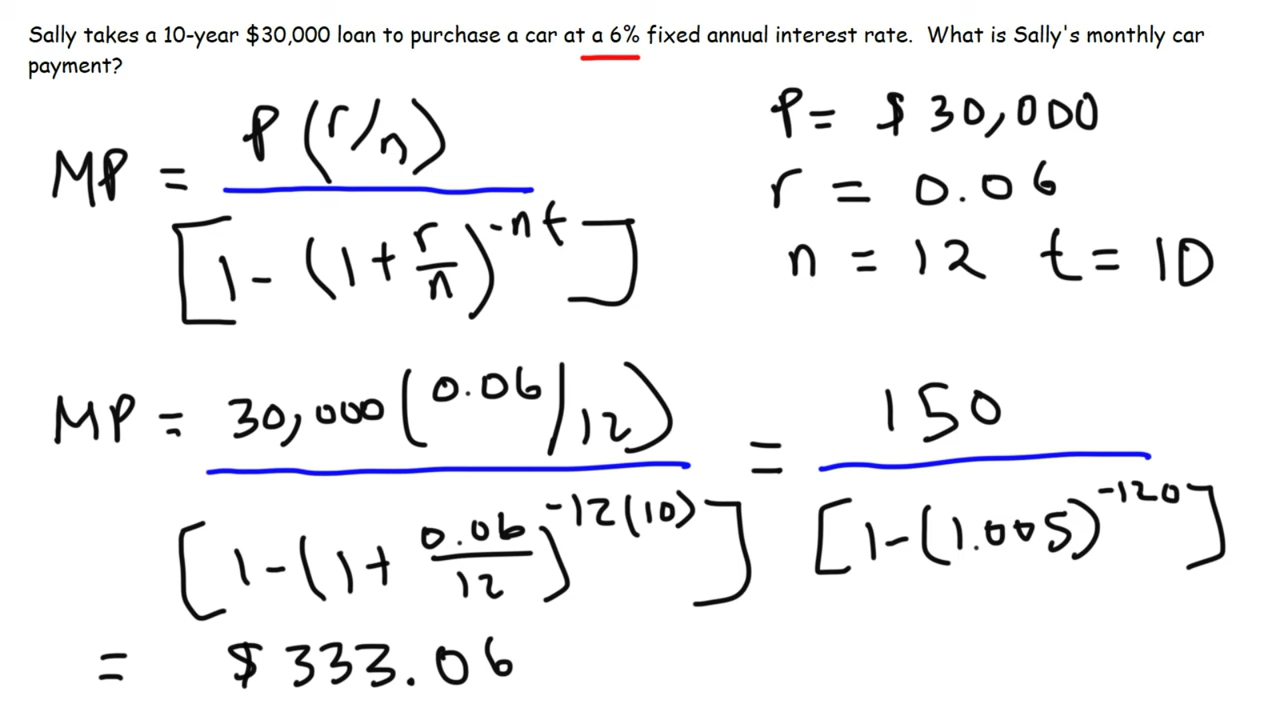 Sally takes a 10-year $30,000 loan to purchase a car at a 6% fixed annual interest rate. What is Sally's monthly car
payment?
MP = P(r/n) / [1 - (1 + r/n)^-nt]
P = $30,000
r = 0.06
n = 12 t = 10
MP = 30,000(0.06/12) / [1 - (1 + 0.06/12)^-12(10)] = 150 / [1 - (1.005)^-120]
= $333.06